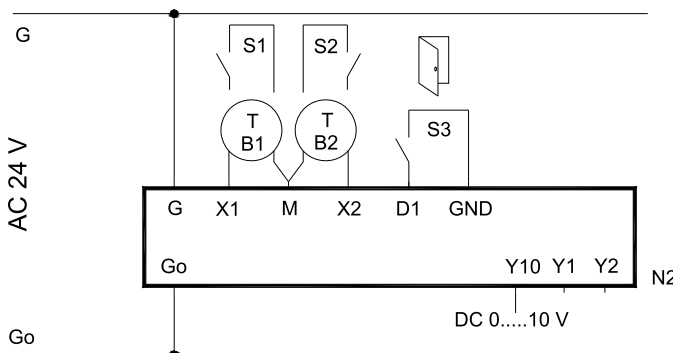 G
S1
S2
T
B1
T
B2
S3
AC 24 V
G X1 M X2 D1 GND
Go Y10 Y1 Y2
N2
DC 0.....10 V
Go